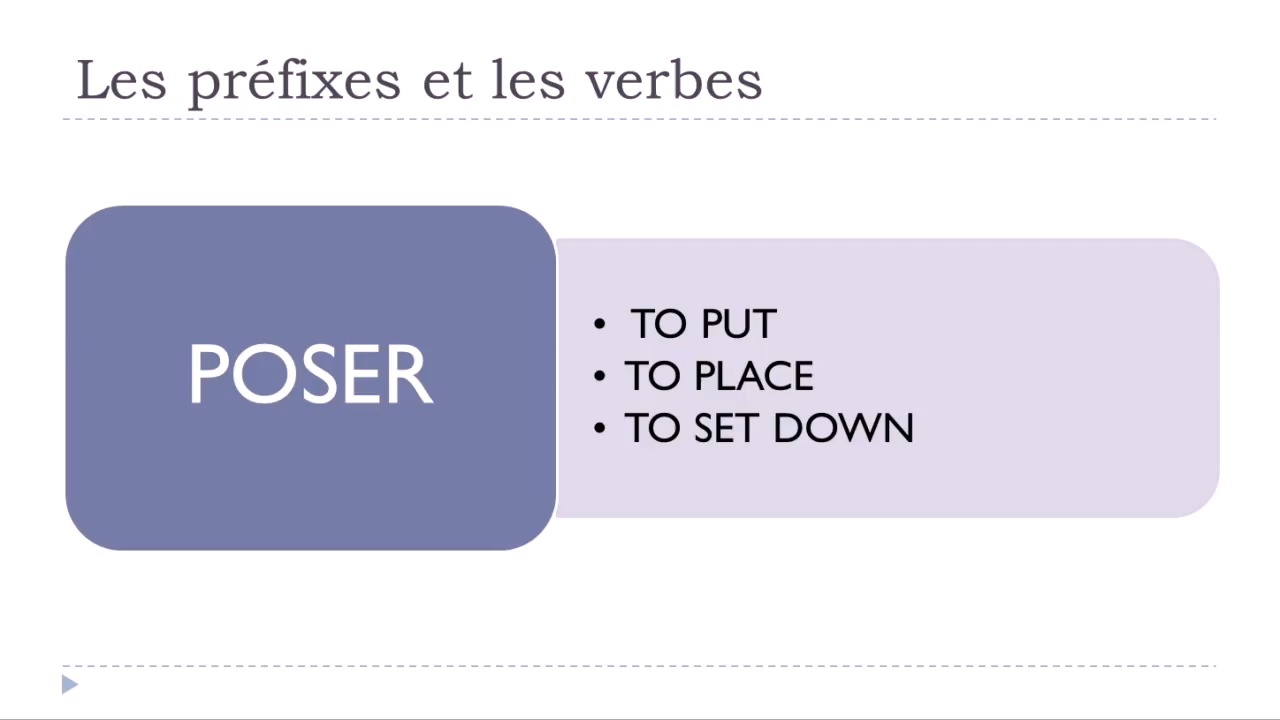 Les préfixes et les verbes
POSER
• TO PUT
• TO PLACE
• TO SET DOWN